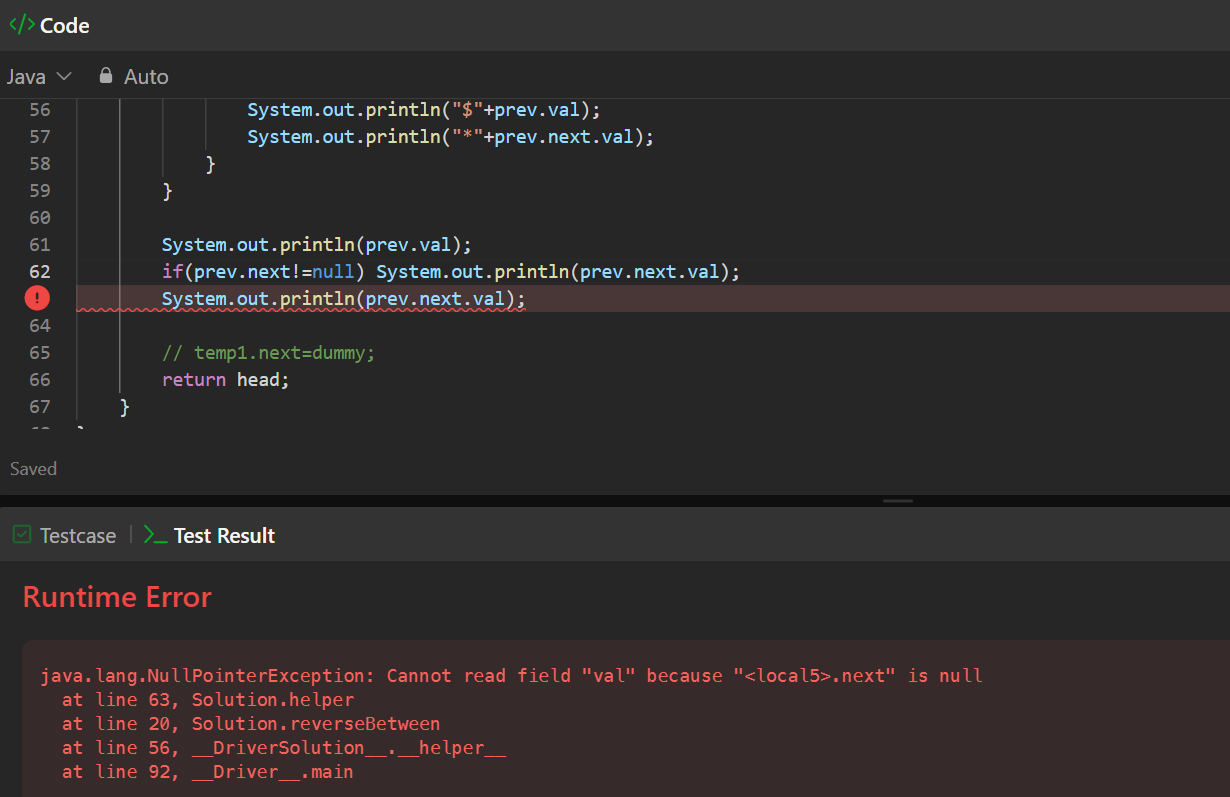 </> Code
Java Auto
56 System.out.println("$"+prev.val);
57 System.out.println("*"+prev.next.val);
58 }
59 }
60
61 System.out.println(prev.val);
62 if(prev.next!=null) System.out.println(prev.next.val);
! System.out.println(prev.next.val);
64
65 // temp1.next=dummy;
66 return head;
67 }
Saved
Testcase | >_ Test Result
Runtime Error
java.lang.NullPointerException: Cannot read field "val" because "<local5>.next" is null
at line 63, Solution.helper
at line 20, Solution.reverseBetween
at line 56, __DriverSolution__.__helper__
at line 92, __Driver__.main